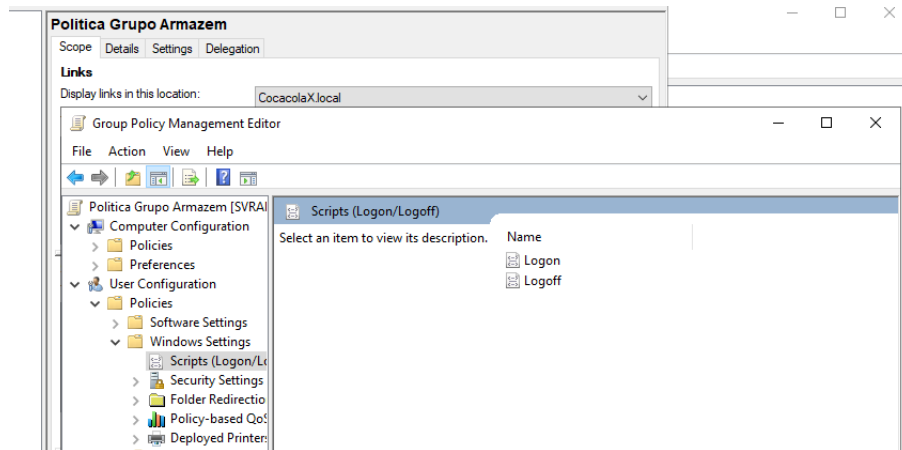 Politica Grupo Armazem
Scope Details Settings Delegation
Links
Display links in this location: CocacolaX.local
Group Policy Management Editor
File Action View Help
Politica Grupo Armazem [SVRAI
Computer Configuration
Policies
Preferences
User Configuration
Policies
Software Settings
Windows Settings
Scripts (Logon/Lo
Security Settings
Folder Redirectio
Policy-based QoS
Deployed Printers
Scripts (Logon/Logoff)
Select an item to view its description.
Name
Logon
Logoff